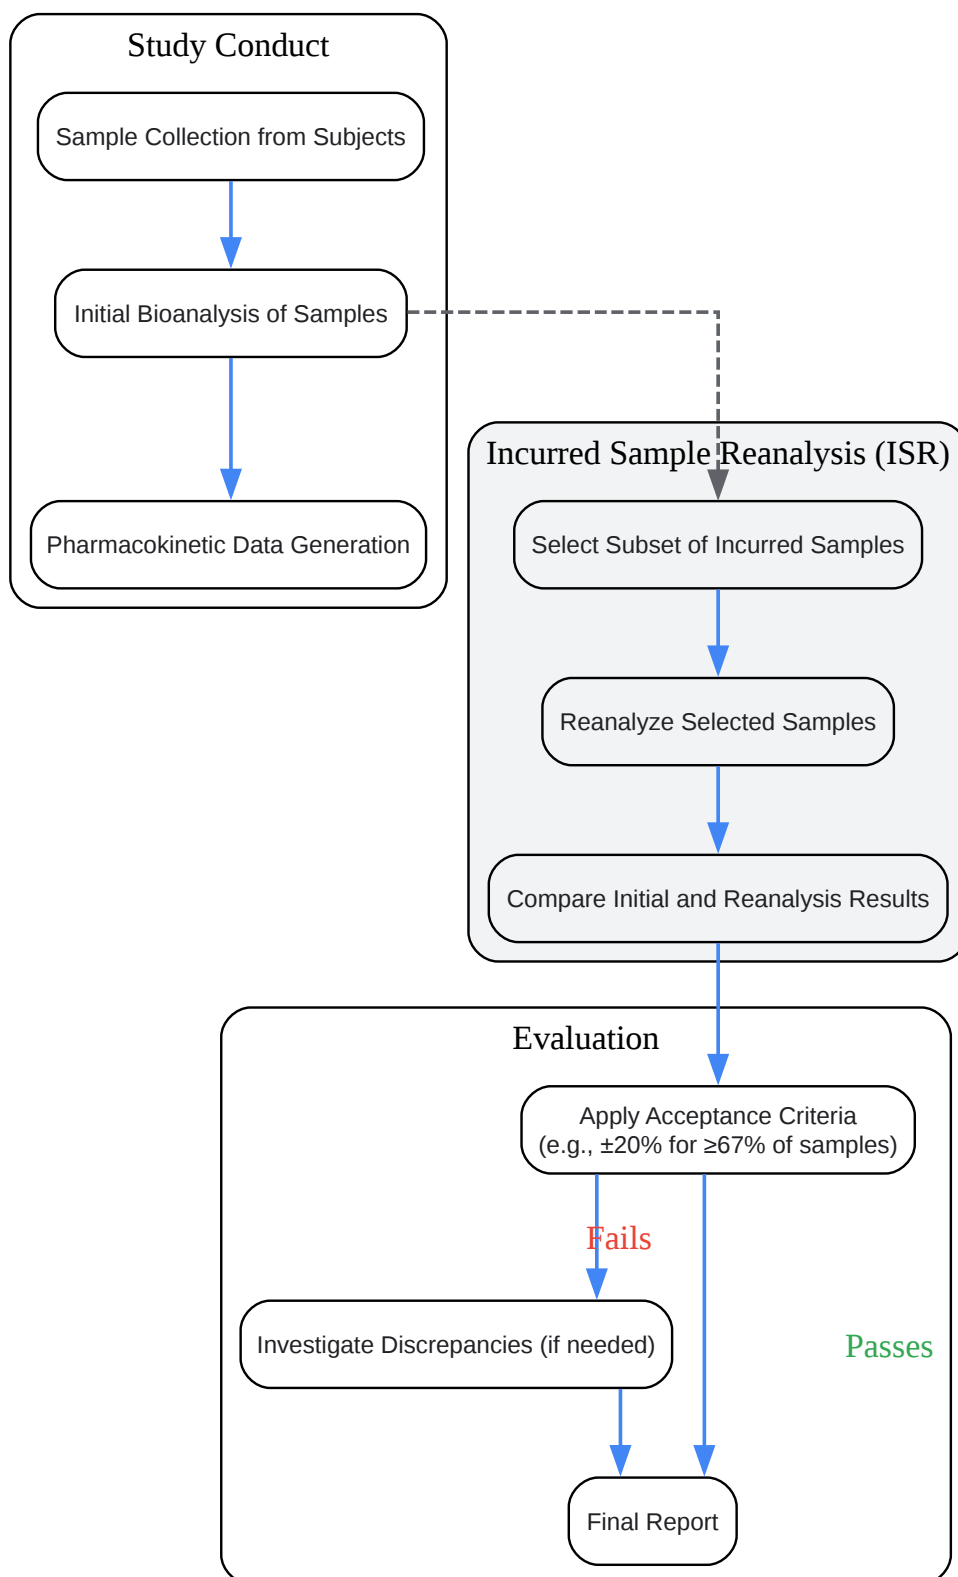 Study Conduct
Sample Collection from Subjects
Initial Bioanalysis of Samples
Pharmacokinetic Data Generation
Incurred Sample Reanalysis (ISR)
Select Subset of Incurred Samples
Reanalyze Selected Samples
Compare Initial and Reanalysis Results
Evaluation
Apply Acceptance Criteria
(e.g., ±20% for ≥67% of samples)
Fails
Investigate Discrepancies (if needed)
Passes
Final Report